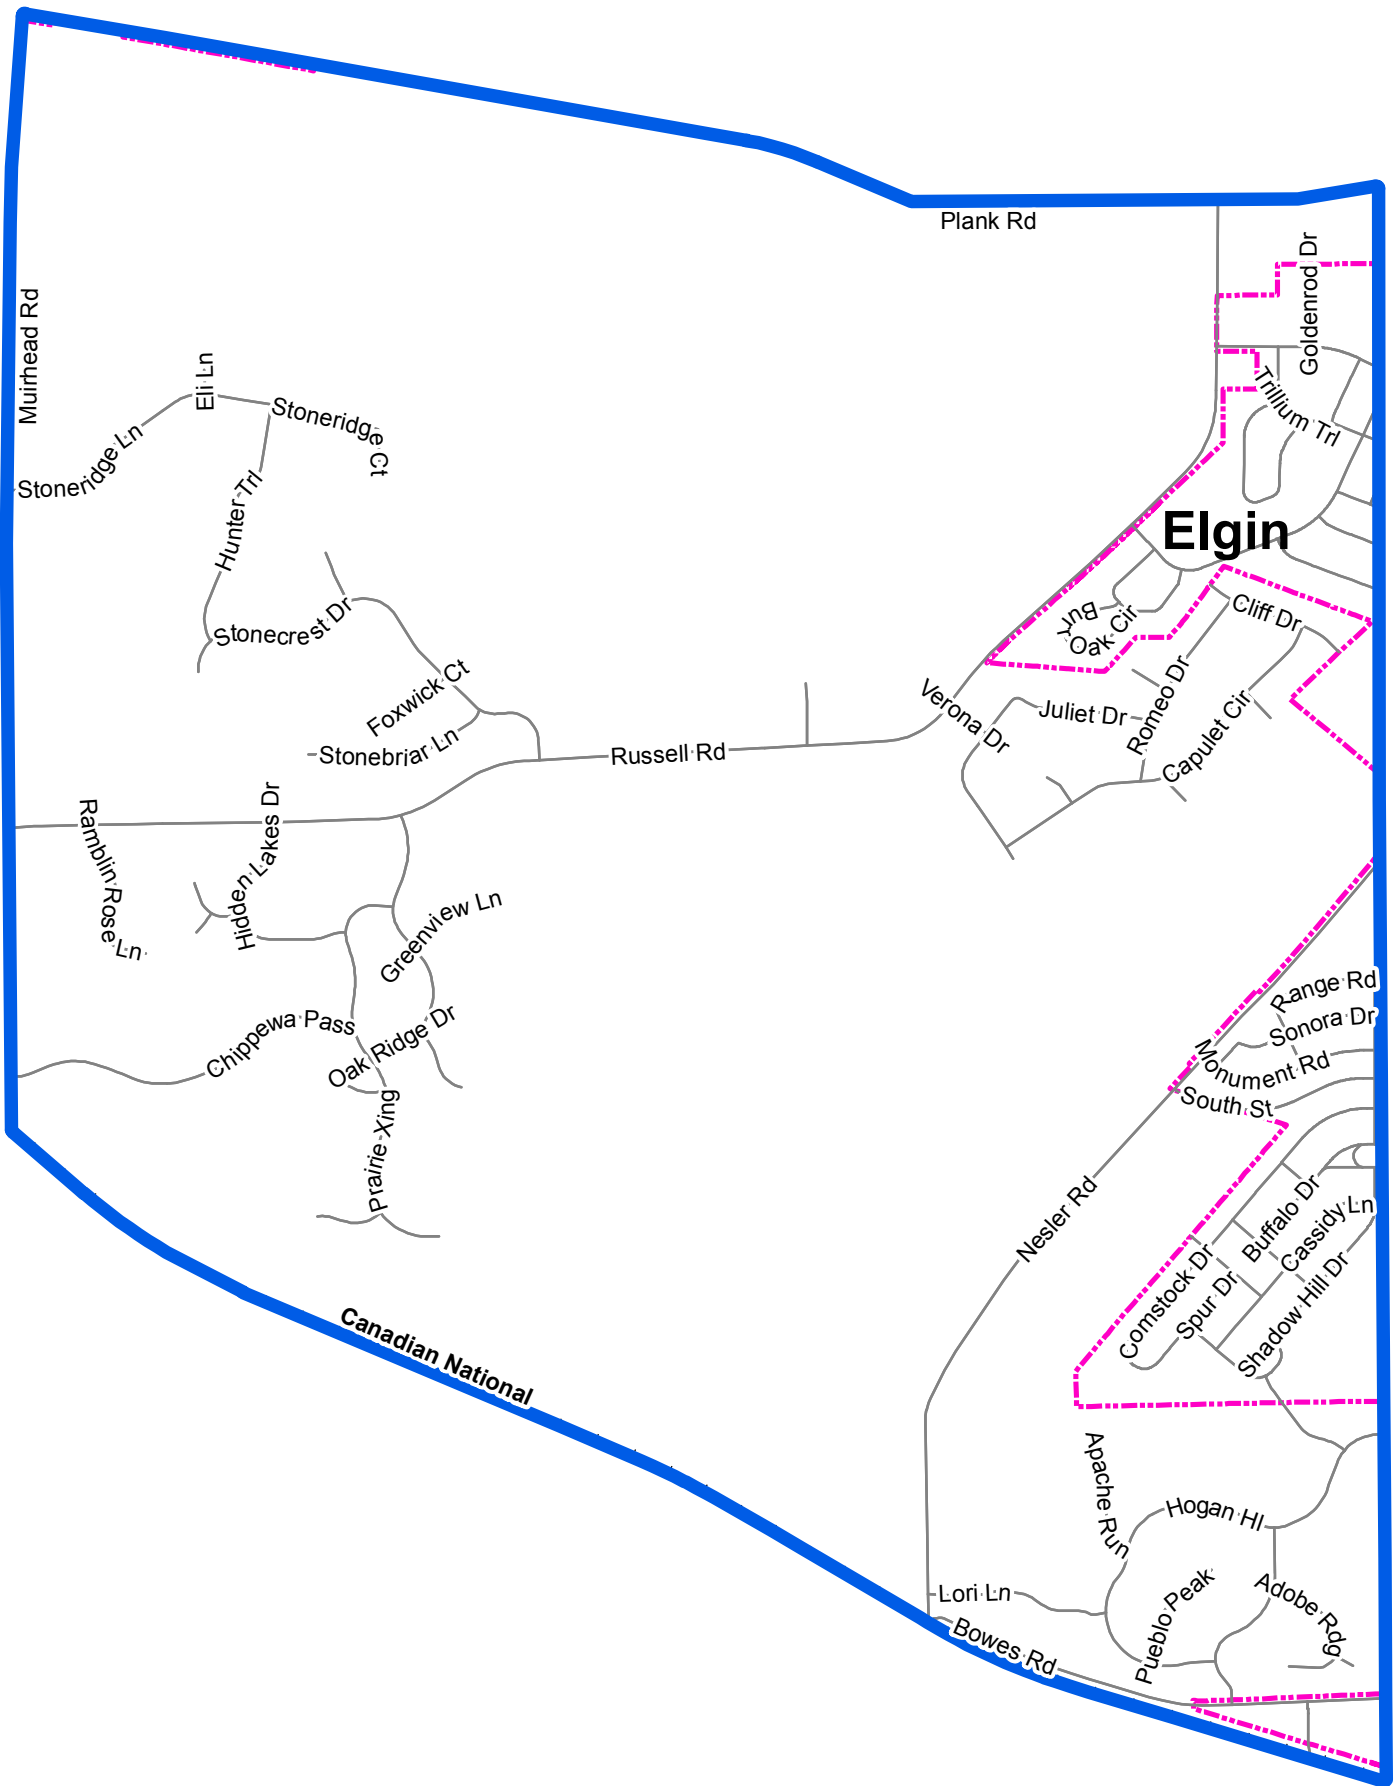 Plank Rd
Goldenrod Dr
Muirhead Rd
Eli Ln
Stoneridge Ct
Trillium Trl
Stoneridge Ln
Hunter Trl
Elgin
Stonecrest Dr
Burr Oak Cir
Cliff Dr
Foxwick Ct
Verona Dr
Juliet Dr
Romeo Dr
Capulet Cir
Stonebriar Ln
Russell Rd
Ramblin Rose Ln
Hidden Lakes Dr
Greenview Ln
Range Rd
Sonora Dr
Chippewa Pass
Oak Ridge Dr
Monument Rd
South St
Prairie Xing
Nesler Rd
Buffalo Dr
Cassidy Ln
Comstock Dr
Spur Dr
Shadow Hill Dr
Canadian National
Apache Run
Hogan Hl
Lori Ln
Pueblo Peak
Adobe Rdg
Bowes Rd